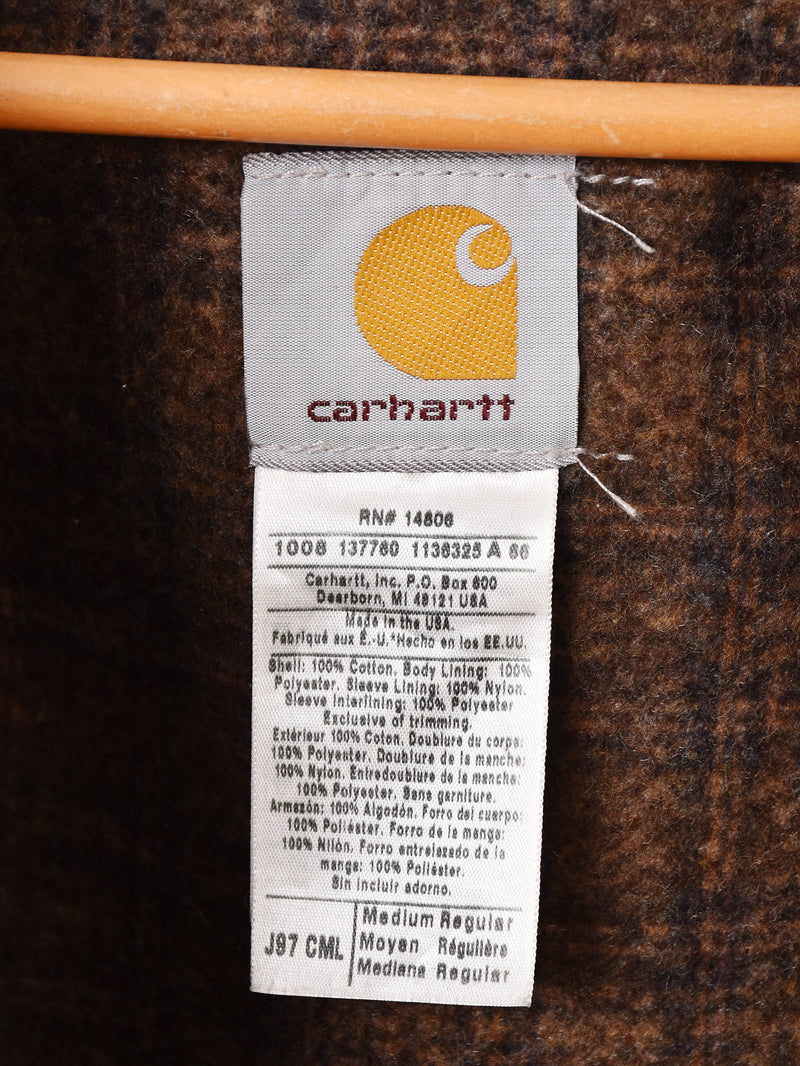 carhartt
RN# 14806
1008 137760 1136325 A 66
Carhartt, Inc. P.O. Box 600
Dearborn, MI 48121 USA
Made in the USA.
Fabriqué aux É.-U.*Hecho en los EE.UU.
Shell: 100% Cotton. Body Lining: 100%
Polyester. Sleeve Lining: 100% Nylon.
Sleeve Interlining: 100% Polyester
Exclusive of trimming.
Extérieur 100% Coton. Doublure du corps:
100% Polyester. Doublure de la manche:
100% Nylon. Entredoublure de la manche:
100% Polyester. Sans garniture.
Armazón: 100% Algodón. Forro del cuerpo:
100% Poliéster. Forro de la manga:
100% Nilón. Forro entrelazado de la
manga: 100% Poliéster.
Sin incluir adorno.
J97 CML
Medium Regular
Moyen Régulière
Mediana Regular